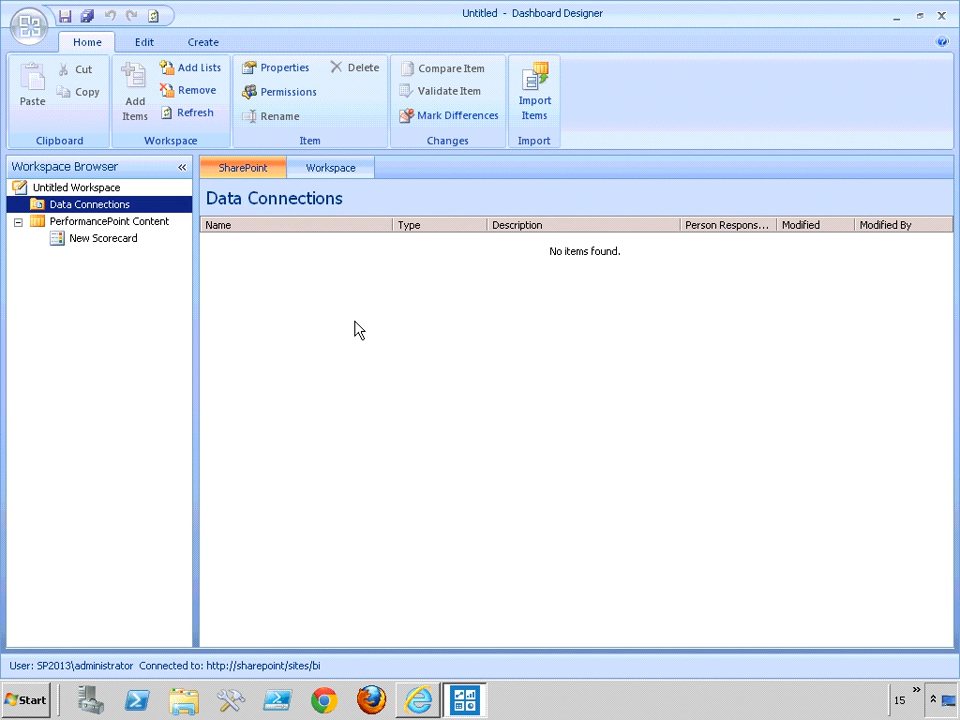 Untitled - Dashboard Designer
Home Edit Create
Paste Cut Copy Clipboard
Add Items Add Lists Remove Refresh Workspace
Properties Delete Permissions Rename Item
Compare Item Validate Item Mark Differences Changes
Import Items Import
Workspace Browser «
Untitled Workspace
Data Connections
PerformancePoint Content
New Scorecard
SharePoint Workspace
Data Connections
Name Type Description Person Respons... Modified Modified By
No items found.
User: SP2013\administrator Connected to: http://sharepoint/sites/bi
Start 15 »